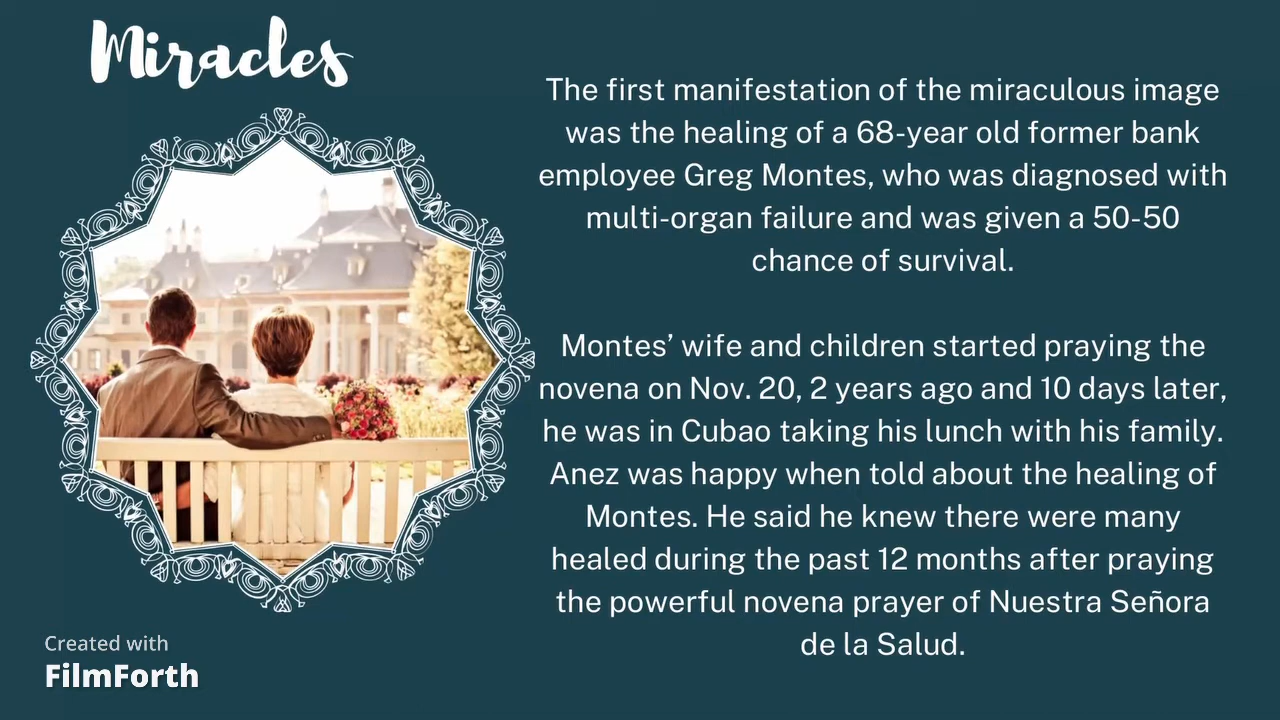 Miracles
The first manifestation of the miraculous image
was the healing of a 68-year old former bank
employee Greg Montes, who was diagnosed with
multi-organ failure and was given a 50-50
chance of survival.
Montes’ wife and children started praying the
novena on Nov. 20, 2 years ago and 10 days later,
he was in Cubao taking his lunch with his family.
Anez was happy when told about the healing of
Montes. He said he knew there were many
healed during the past 12 months after praying
the powerful novena prayer of Nuestra Señora
de la Salud.
Created with
FilmForth